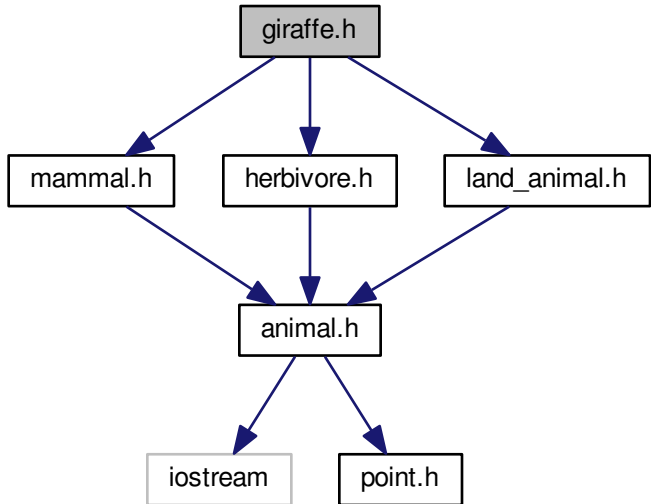 giraffe.h
mammal.h
herbivore.h
land_animal.h
animal.h
iostream
point.h